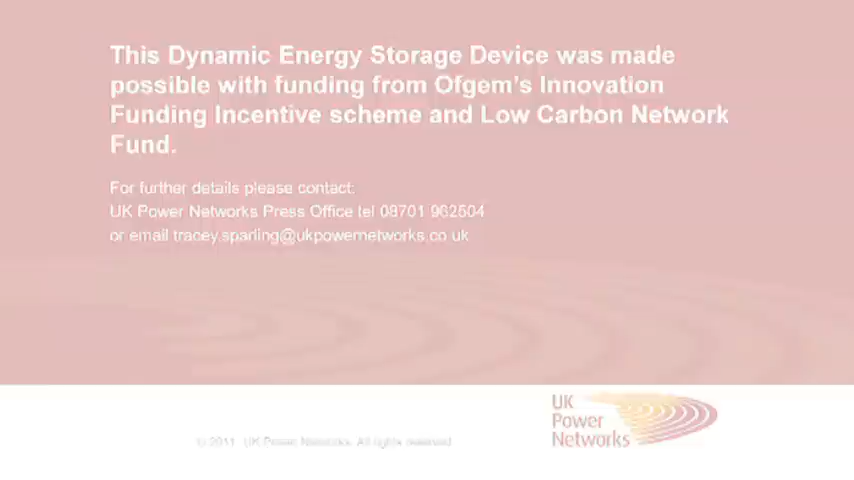 This Dynamic Energy Storage Device was made
possible with funding from Ofgem's Innovation
Funding Incentive scheme and Low Carbon Network
Fund.
For further details please contact:
UK Power Networks Press Office tel 08701 962504
or email tracey.sparling@ukpowernetworks.co.uk
UK
Power
Networks
© 2011 UK Power Networks. All rights reserved